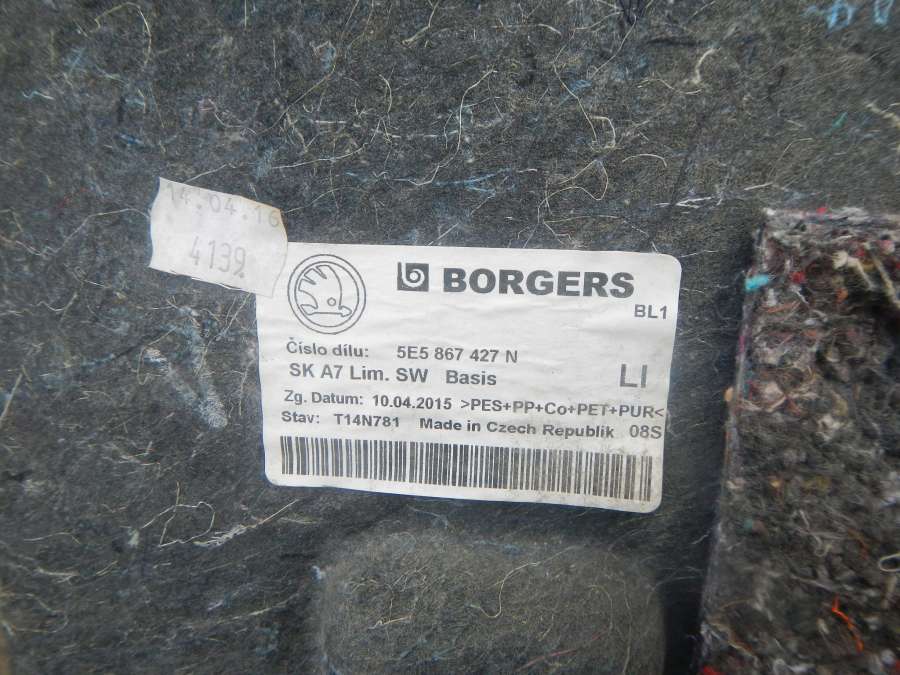 14.04.16
4139
BORGERS
BL1
Číslo dílu: 5E5 867 427 N
SK A7 Lim. SW Basis
LI
Zg. Datum: 10.04.2015 >PES+PP+Co+PET+PUR<
Stav: T14N781 Made in Czech Republik 08S